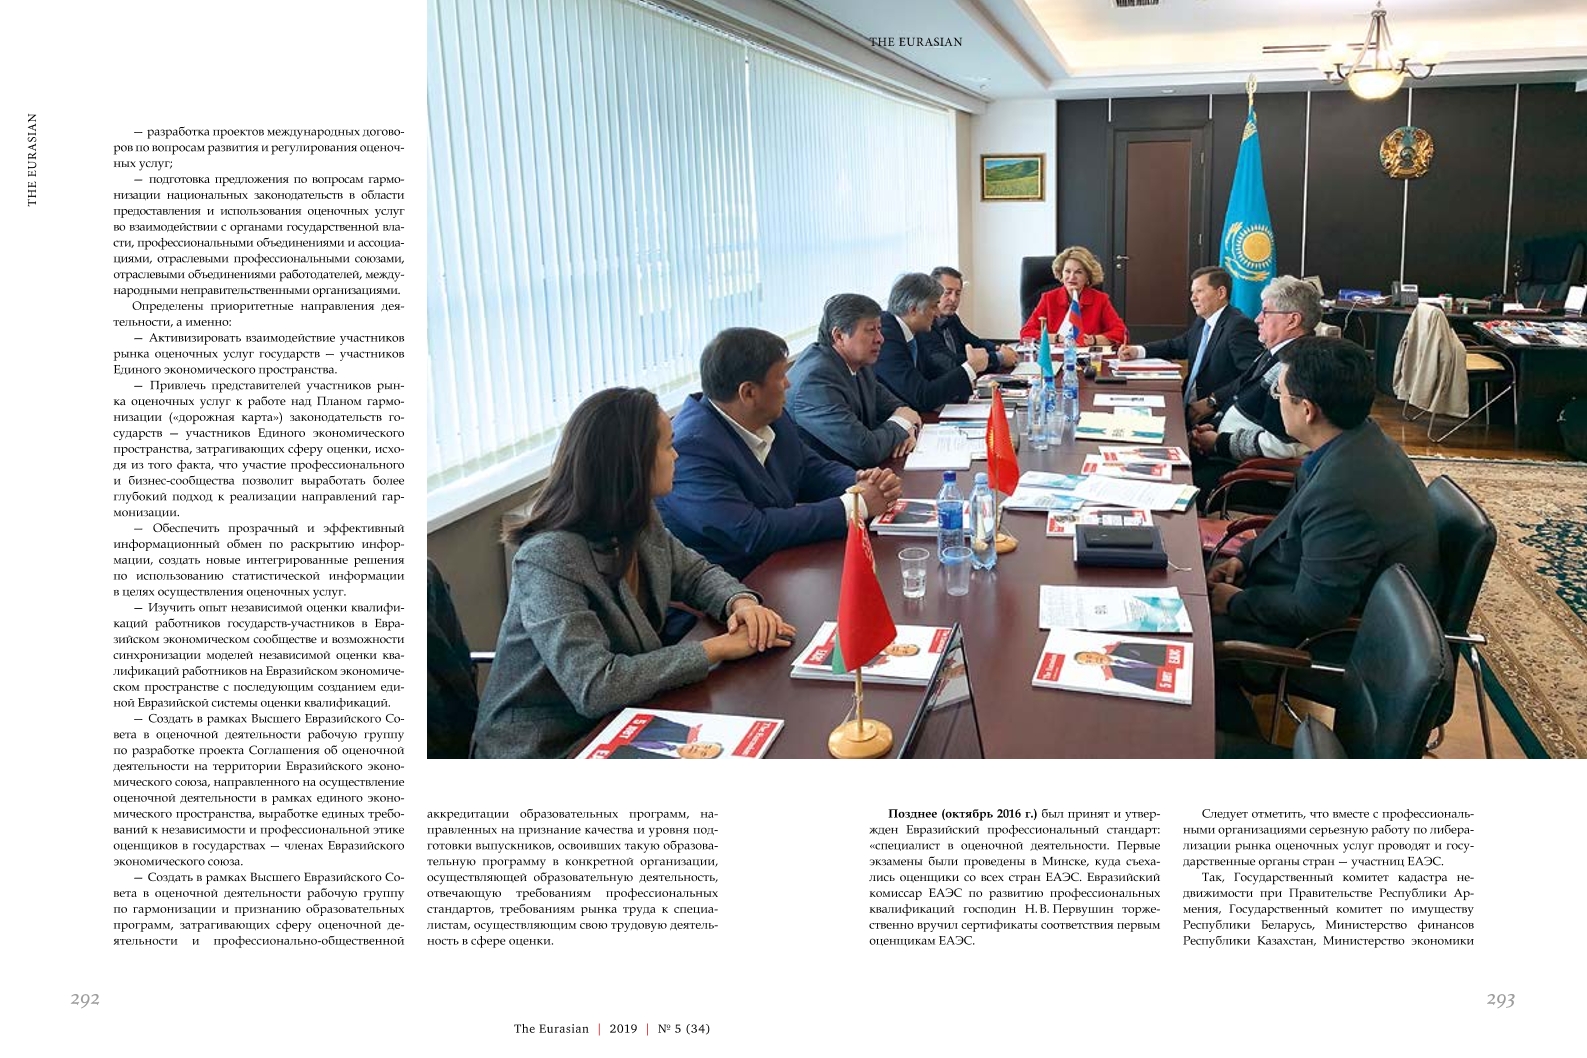 THE EURASIAN
THE EURASIAN
— разработка проектов международных догово-
ров по вопросам развития и регулирования оценоч-
ных услуг;
— подготовка предложения по вопросам гармо-
низации национальных законодательств в области
предоставления и использования оценочных услуг
во взаимодействии с органами государственной вла-
сти, профессиональными объединениями и ассоциа-
циями, отраслевыми профессиональными союзами,
отраслевыми объединениями работодателей, между-
народными неправительственными организациями.
Определены приоритетные направления дея-
тельности, а именно:
— Активизировать взаимодействие участников
рынка оценочных услуг государств — участников
Единого экономического пространства.
— Привлечь представителей участников рын-
ка оценочных услуг к работе над Планом гармо-
низации («дорожная карта») законодательств го-
сударств — участников Единого экономического
пространства, затрагивающих сферу оценки, исхо-
дя из того факта, что участие профессионального
и бизнес-сообщества позволит выработать более
глубокий подход к реализации направлений гар-
монизации.
— Обеспечить прозрачный и эффективный
информационный обмен по раскрытию инфор-
мации, создать новые интегрированные решения
по использованию статистической информации
в целях осуществления оценочных услуг.
— Изучить опыт независимой оценки квалифи-
каций работников государств-участников в Евра-
зийском экономическом сообществе и возможности
синхронизации моделей независимой оценки ква-
лификаций работников на Евразийском экономиче-
ском пространстве с последующим созданием еди-
ной Евразийской системы оценки квалификаций.
— Создать в рамках Высшего Евразийского Со-
вета в оценочной деятельности рабочую группу
по разработке проекта Соглашения об оценочной
деятельности на территории Евразийского эконо-
мического союза, направленного на осуществление
оценочной деятельности в рамках единого эконо-
мического пространства, выработке единых требо-
ваний к независимости и профессиональной этике
оценщиков в государствах — членах Евразийского
экономического союза.
— Создать в рамках Высшего Евразийского Со-
вета в оценочной деятельности рабочую группу
по гармонизации и признанию образовательных
программ, затрагивающих сферу оценочной де-
ятельности и профессионально-общественной
аккредитации образовательных программ, на-
правленных на признание качества и уровня под-
готовки выпускников, освоивших такую образова-
тельную программу в конкретной организации,
осуществляющей образовательную деятельность,
отвечающую требованиям профессиональных
стандартов, требованиям рынка труда к специа-
листам, осуществляющим свою трудовую деятель-
ность в сфере оценки.
Позднее (октябрь 2016 г.) был принят и утвер-
жден Евразийский профессиональный стандарт:
«специалист в оценочной деятельности. Первые
экзамены были проведены в Минске, куда съеха-
лись оценщики со всех стран ЕАЭС. Евразийский
комиссар ЕАЭС по развитию профессиональных
квалификаций господин Н. В. Первушин торже-
ственно вручил сертификаты соответствия первым
оценщикам ЕАЭС.
Следует отметить, что вместе с профессиональ-
ными организациями серьезную работу по либера-
лизации рынка оценочных услуг проводят и госу-
дарственные органы стран — участниц ЕАЭС.
Так, Государственный комитет кадастра не-
движимости при Правительстве Республики Ар-
мения, Государственный комитет по имуществу
Республики Беларусь, Министерство финансов
Республики Казахстан, Министерство экономики
292
293
The Eurasian | 2019 | № 5 (34)